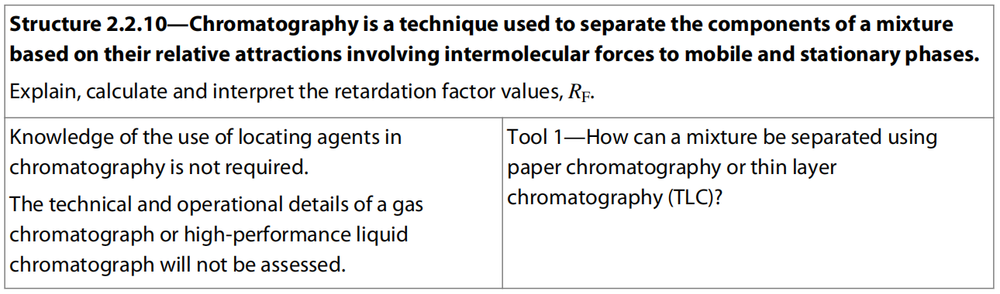 Structure 2.2.10—Chromatography is a technique used to separate the components of a mixture
based on their relative attractions involving intermolecular forces to mobile and stationary phases.
Explain, calculate and interpret the retardation factor values, RF.
Knowledge of the use of locating agents in
chromatography is not required.
The technical and operational details of a gas
chromatograph or high-performance liquid
chromatograph will not be assessed.
Tool 1—How can a mixture be separated using
paper chromatography or thin layer
chromatography (TLC)?